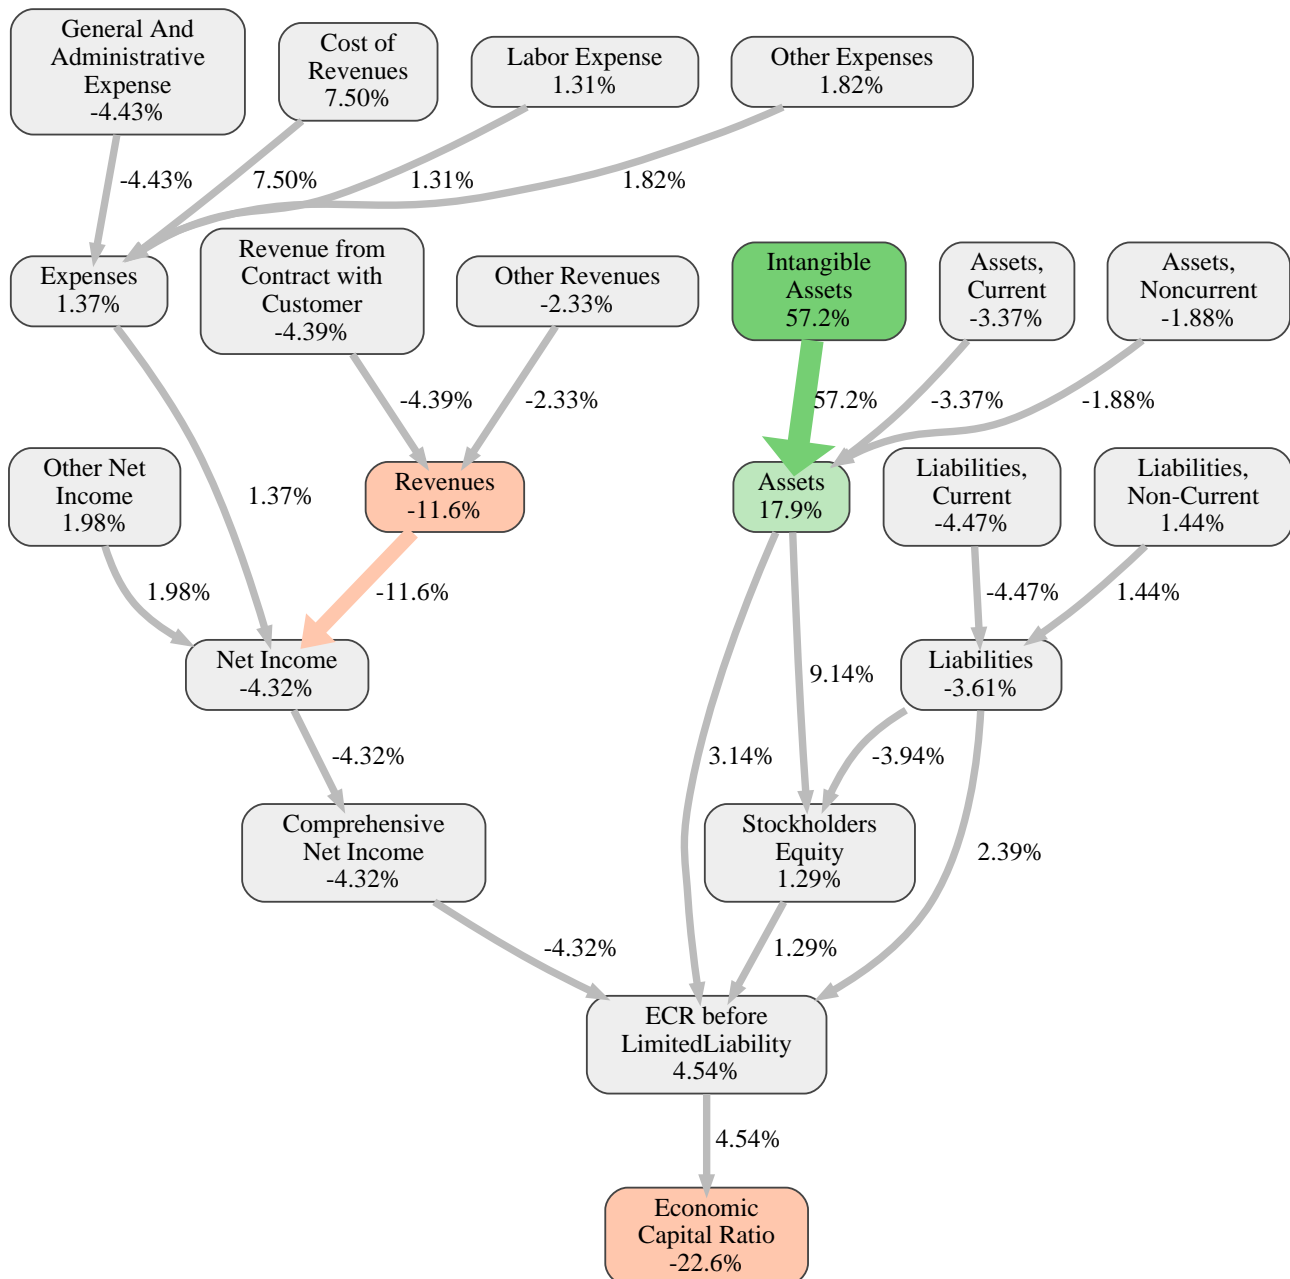 General And
Administrative
Expense
-4.43%
Cost of
Revenues
7.50%
Labor Expense
1.31%
Other Expenses
1.82%
-4.43%
7.50%
1.31%
1.82%
Expenses
1.37%
Revenue from
Contract with
Customer
-4.39%
Other Revenues
-2.33%
Intangible
Assets
57.2%
Assets,
Current
-3.37%
Assets,
Noncurrent
-1.88%
-4.39%
-2.33%
57.2%
-3.37%
-1.88%
Other Net
Income
1.98%
1.37%
Revenues
-11.6%
Assets
17.9%
Liabilities,
Current
-4.47%
Liabilities,
Non-Current
1.44%
1.98%
-11.6%
-4.47%
1.44%
Net Income
-4.32%
9.14%
Liabilities
-3.61%
-4.32%
3.14%
-3.94%
Comprehensive
Net Income
-4.32%
Stockholders
Equity
1.29%
2.39%
-4.32%
1.29%
ECR before
LimitedLiability
4.54%
4.54%
Economic
Capital Ratio
-22.6%